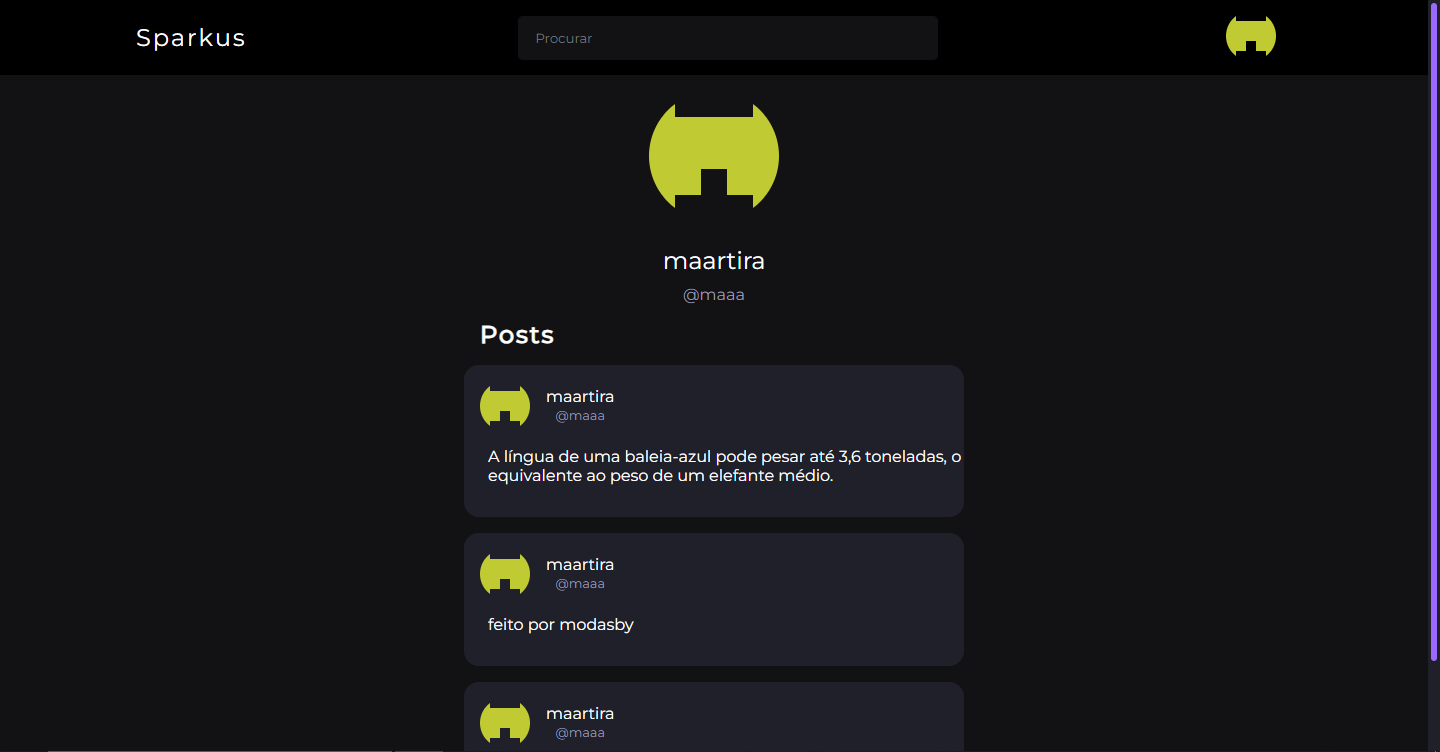 Sparkus
Procurar
maartira
@maaa
Posts
maartira
@maaa
A língua de uma baleia-azul pode pesar até 3,6 toneladas, o
equivalente ao peso de um elefante médio.
maartira
@maaa
feito por modasby
maartira
@maaa